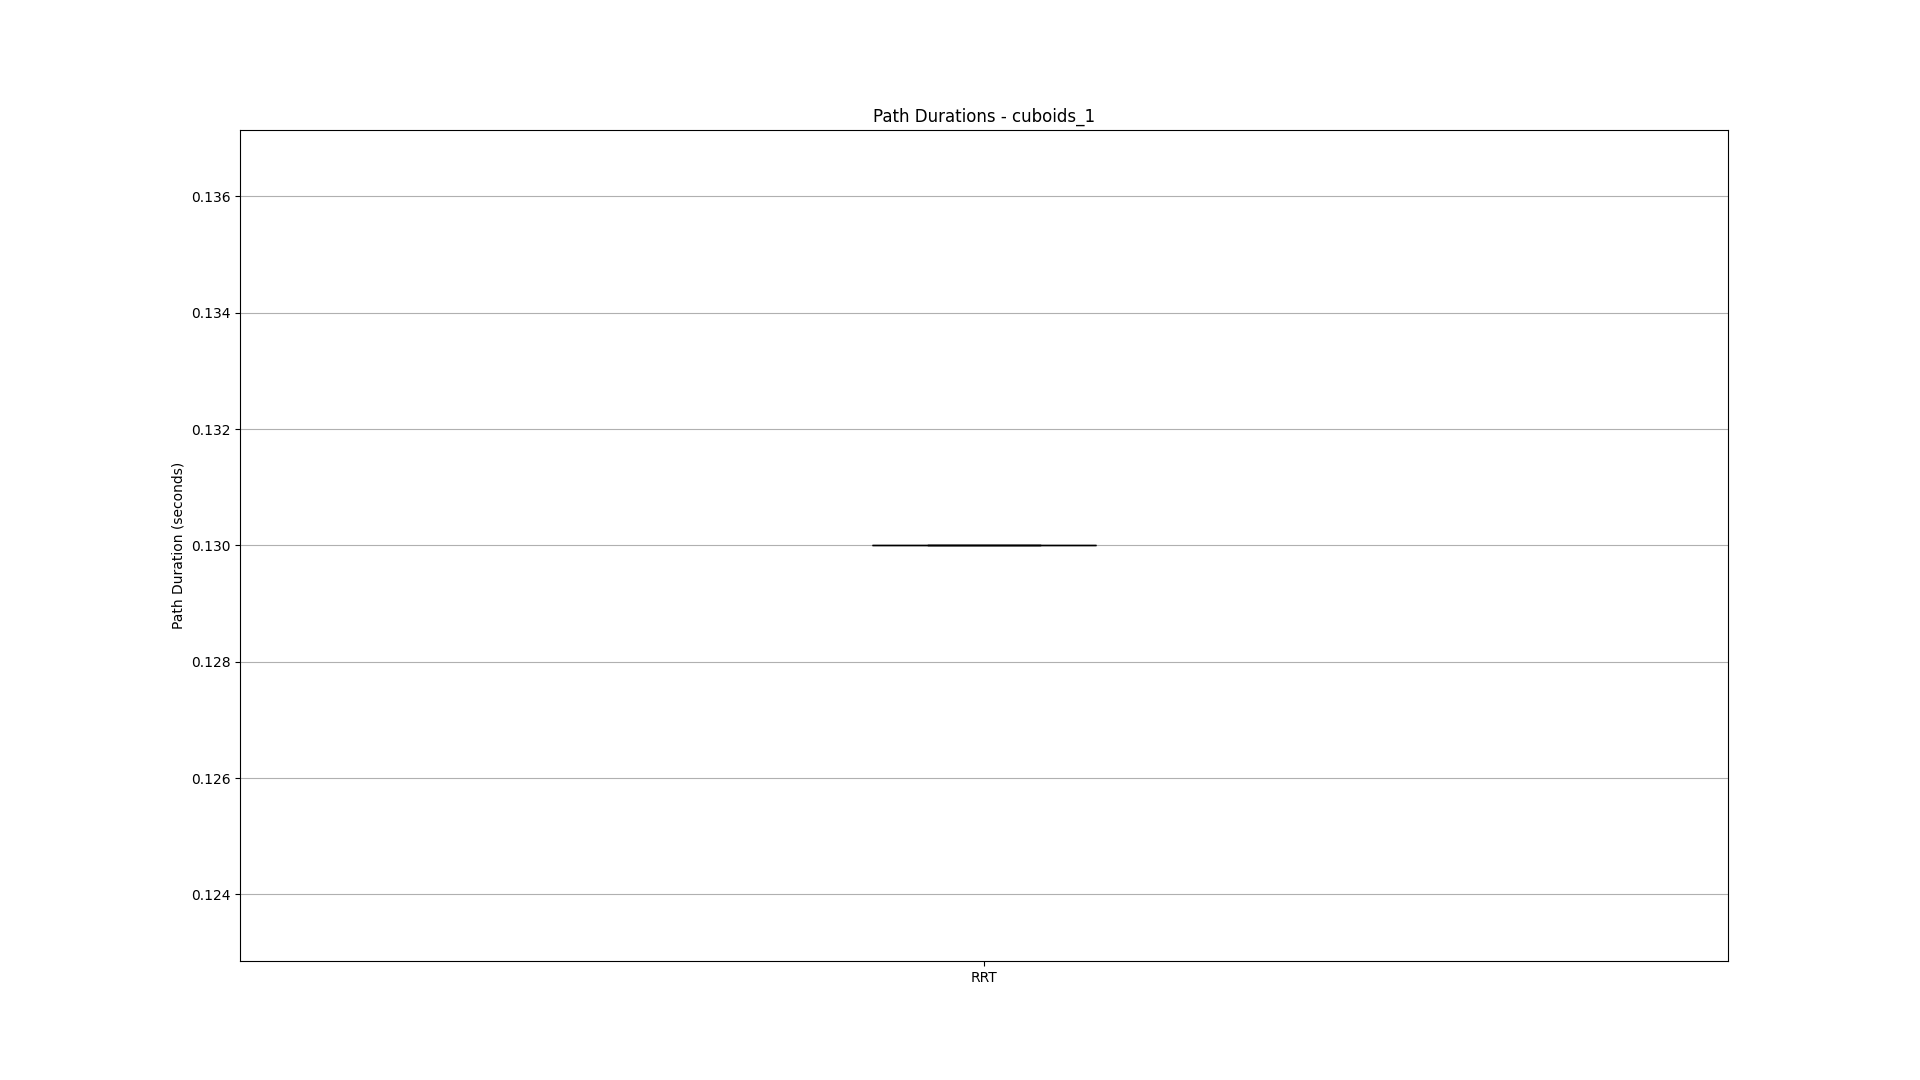 Path Durations - cuboids_1
0.136
0.134
0.132
0.130
0.128
0.126
0.124
Path Duration (seconds)
RRT